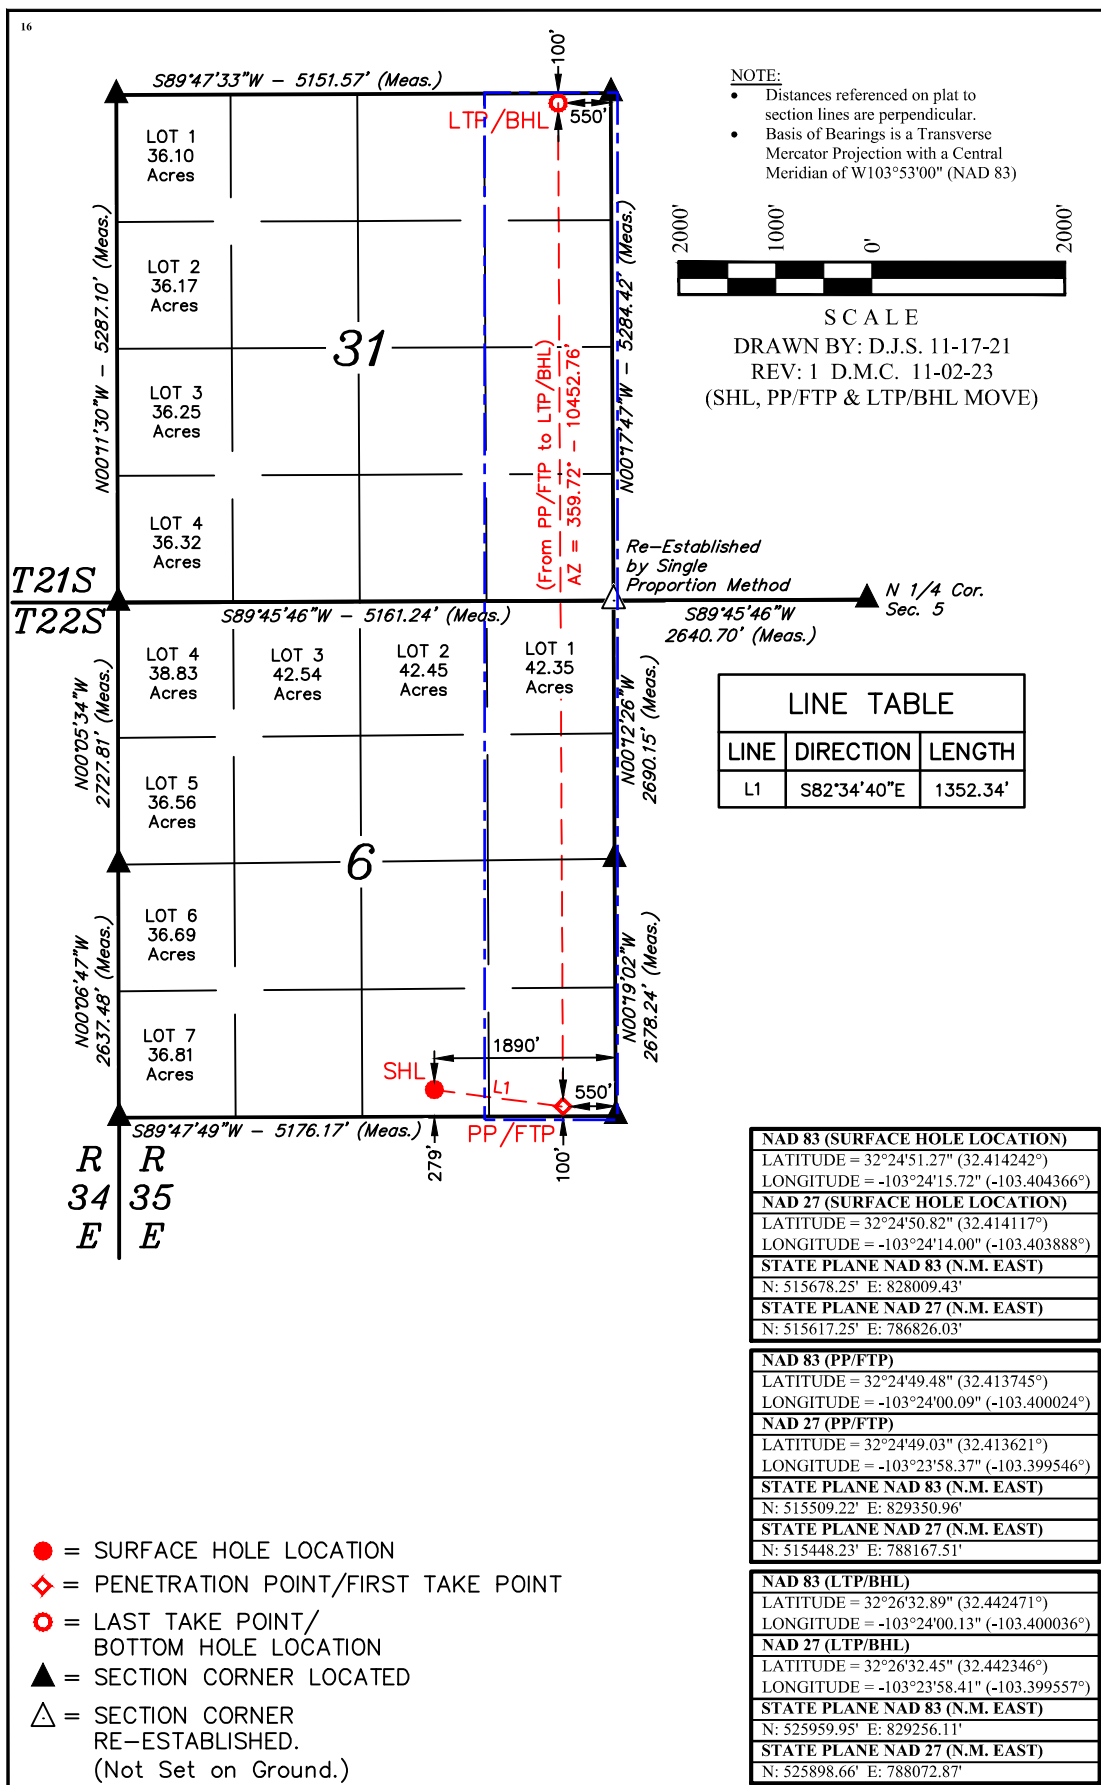 16
S89°47'33"W - 5151.57' (Meas.)
100'
LTP/BHL
550'
NOTE:
• Distances referenced on plat to
section lines are perpendicular.
• Basis of Bearings is a Transverse
Mercator Projection with a Central
Meridian of W103°53'00" (NAD 83)
2000'
1000'
0'
2000'
SCALE
DRAWN BY: D.J.S. 11-17-21
REV: 1 D.M.C. 11-02-23
(SHL, PP/FTP & LTP/BHL MOVE)
LOT 1
36.10
Acres
LOT 2
36.17
Acres
LOT 3
36.25
Acres
LOT 4
36.32
Acres
31
N00°11'30"W - 5287.10' (Meas.)
N00°17'47"W - 5284.42' (Meas.)
(From PP/FTP to LTP/BHL)
AZ = 359.72° - 10452.76'
Re-Established
by Single
Proportion Method
T21S
T22S
S89°45'46"W - 5161.24' (Meas.)
S89°45'46"W
2640.70' (Meas.)
N 1/4 Cor.
Sec. 5
LOT 4
38.83
Acres
LOT 3
42.54
Acres
LOT 2
42.45
Acres
LOT 1
42.35
Acres
LOT 5
36.56
Acres
6
LOT 6
36.69
Acres
LOT 7
36.81
Acres
N00°05'34"W
2727.81' (Meas.)
N00°12'26"W
2690.15' (Meas.)
N00°06'47"W
2637.48' (Meas.)
N00°19'02"W
2678.24' (Meas.)
LINE TABLE
LINE DIRECTION LENGTH
L1 S82°34'40"E 1352.34'
1890'
SHL
L1
550'
S89°47'49"W - 5176.17' (Meas.)
PP/FTP
279'
100'
R R
34 35
E E
NAD 83 (SURFACE HOLE LOCATION)
LATITUDE = 32°24'51.27" (32.414242°)
LONGITUDE = -103°24'15.72" (-103.404366°)
NAD 27 (SURFACE HOLE LOCATION)
LATITUDE = 32°24'50.82" (32.414117°)
LONGITUDE = -103°24'14.00" (-103.403888°)
STATE PLANE NAD 83 (N.M. EAST)
N: 515678.25' E: 828009.43'
STATE PLANE NAD 27 (N.M. EAST)
N: 515617.25' E: 786826.03'
NAD 83 (PP/FTP)
LATITUDE = 32°24'49.48" (32.413745°)
LONGITUDE = -103°24'00.09" (-103.400024°)
NAD 27 (PP/FTP)
LATITUDE = 32°24'49.03" (32.413621°)
LONGITUDE = -103°23'58.37" (-103.399546°)
STATE PLANE NAD 83 (N.M. EAST)
N: 515509.22' E: 829350.96'
STATE PLANE NAD 27 (N.M. EAST)
N: 515448.23' E: 788167.51'
NAD 83 (LTP/BHL)
LATITUDE = 32°26'32.89" (32.442471°)
LONGITUDE = -103°24'00.13" (-103.400036°)
NAD 27 (LTP/BHL)
LATITUDE = 32°26'32.45" (32.442346°)
LONGITUDE = -103°23'58.41" (-103.399557°)
STATE PLANE NAD 83 (N.M. EAST)
N: 525959.95' E: 829256.11'
STATE PLANE NAD 27 (N.M. EAST)
N: 525898.66' E: 788072.87'
= SURFACE HOLE LOCATION
= PENETRATION POINT/FIRST TAKE POINT
= LAST TAKE POINT/
BOTTOM HOLE LOCATION
= SECTION CORNER LOCATED
= SECTION CORNER
RE-ESTABLISHED.
(Not Set on Ground.)